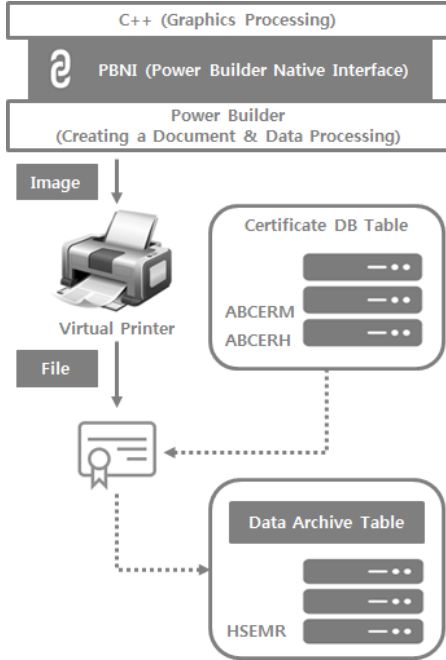 C++ (Graphics Processing)
PBNI (Power Builder Native Interface)
Power Builder
(Creating a Document & Data Processing)
Image
Virtual Printer
File
Certificate DB Table
ABCERM
ABCERH
Data Archive Table
HSEMR